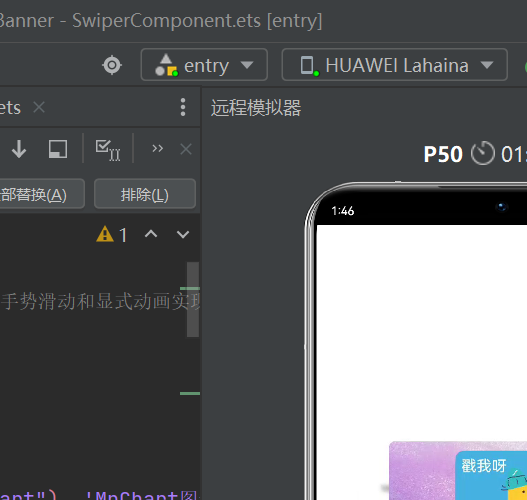 Banner - SwiperComponent.ets [entry]
entry
HUAWEI Lahaina
ets
远程模拟器
P50
01:
部替换(A)
排除(L)
1
1:46
手势滑动和显式动画实现
戳我呀
ant"), 'MpChart图